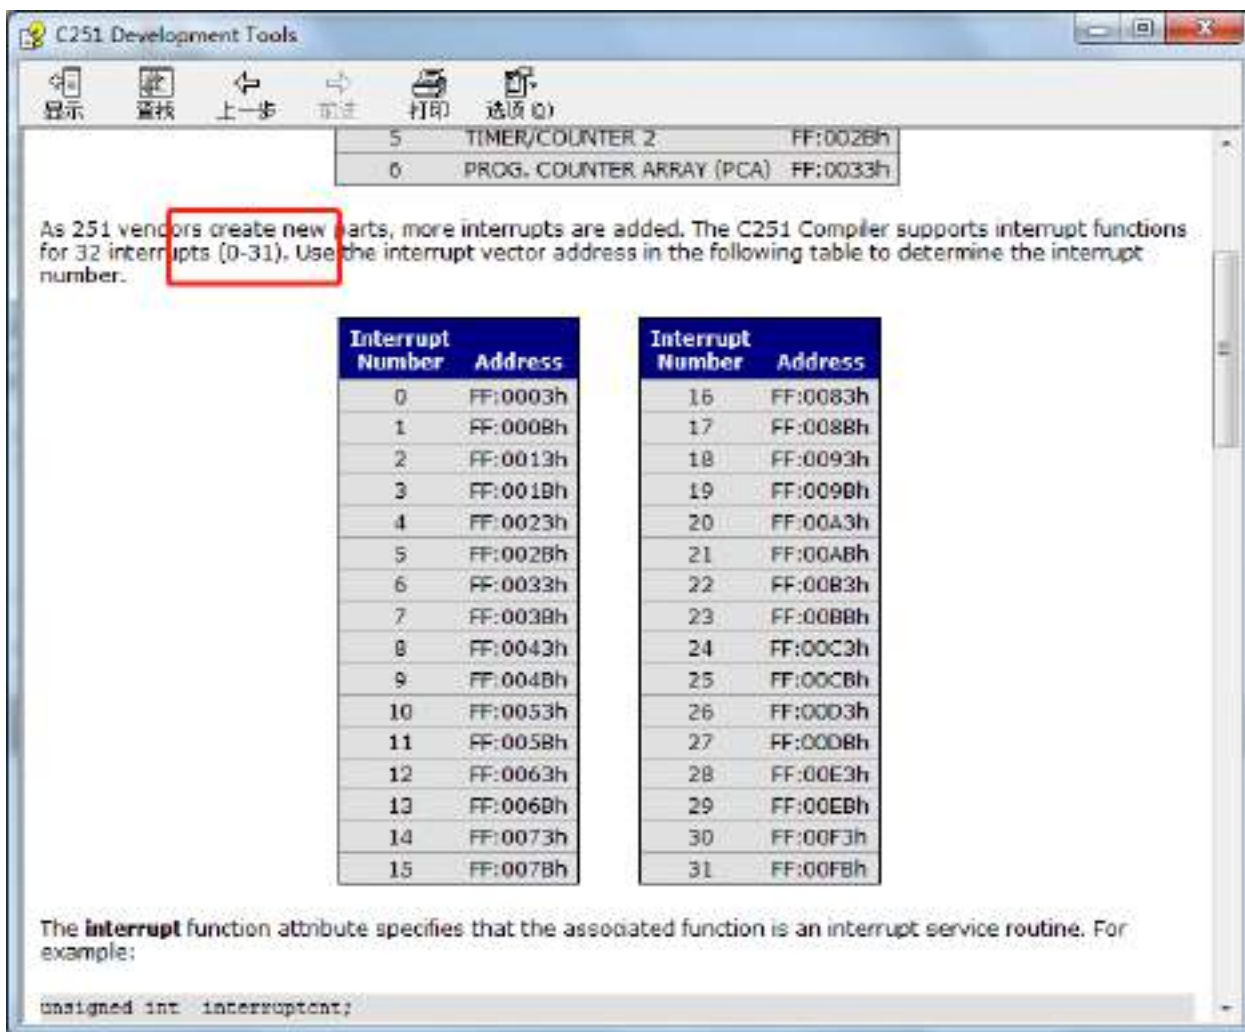 C251 Development Tools
显示 查找 上一步 前进 打印 选项(O)
5 TIMER/COUNTER 2 FF:002Bh
6 PROG. COUNTER ARRAY (PCA) FF:0033h
As 251 vendors create new parts, more interrupts are added. The C251 Compiler supports interrupt functions
for 32 interrupts (0-31). Use the interrupt vector address in the following table to determine the interrupt
number.
Interrupt Interrupt
Number Address Number Address
0 FF:0003h 16 FF:0083h
1 FF:000Bh 17 FF:008Bh
2 FF:0013h 18 FF:0093h
3 FF:001Bh 19 FF:009Bh
4 FF:0023h 20 FF:00A3h
5 FF:002Bh 21 FF:00ABh
6 FF:0033h 22 FF:00B3h
7 FF:003Bh 23 FF:00BBh
8 FF:0043h 24 FF:00C3h
9 FF:004Bh 25 FF:00CBh
10 FF:0053h 26 FF:00D3h
11 FF:005Bh 27 FF:00DBh
12 FF:0063h 28 FF:00E3h
13 FF:006Bh 29 FF:00EBh
14 FF:0073h 30 FF:00F3h
15 FF:007Bh 31 FF:00FBh
The interrupt function attribute specifies that the associated function is an interrupt service routine. For
example:
unsigned int interruptcnt;